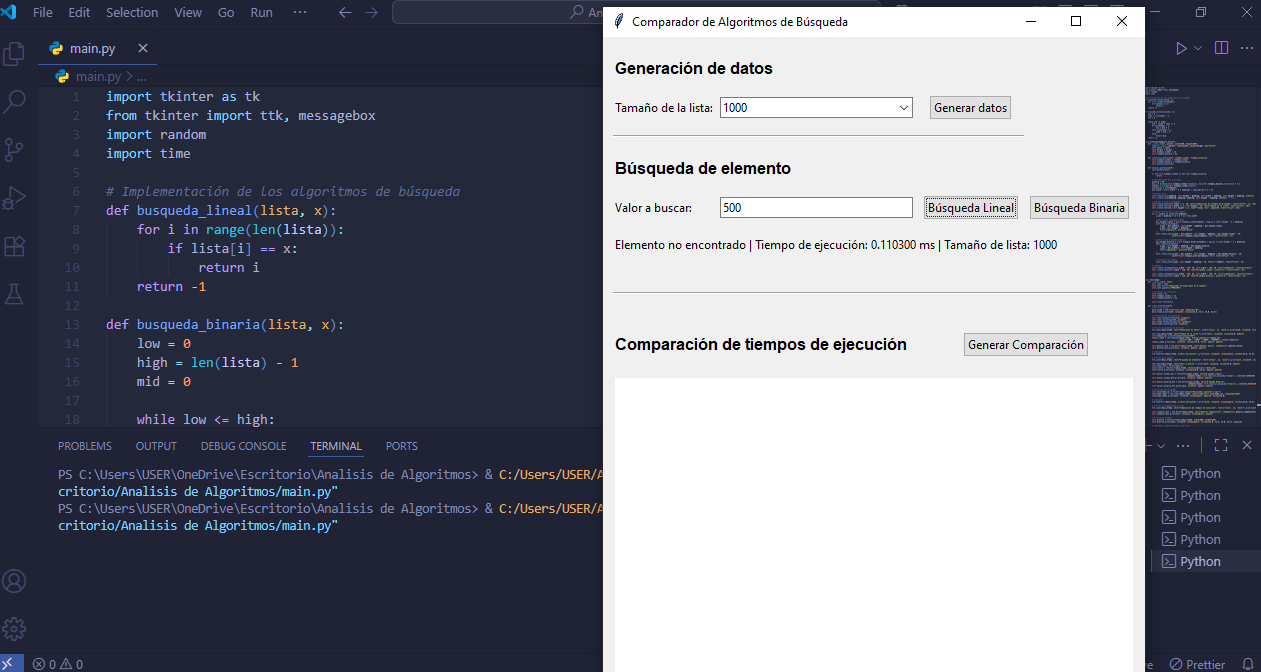 File Edit Selection View Go Run ··· An
main.py
main.py > ...
1 import tkinter as tk
2 from tkinter import ttk, messagebox
3 import random
4 import time
5
6 # Implementación de los algoritmos de búsqueda
7 def busqueda_lineal(lista, x):
8 for i in range(len(lista)):
9 if lista[i] == x:
10 return i
11 return -1
12
13 def busqueda_binaria(lista, x):
14 low = 0
15 high = len(lista) - 1
16 mid = 0
17
18 while low <= high:
PROBLEMS OUTPUT DEBUG CONSOLE TERMINAL PORTS
PS C:\Users\USER\OneDrive\Escritorio\Analisis de Algoritmos> & C:/Users/USER/A
critorio/Analisis de Algoritmos/main.py"
PS C:\Users\USER\OneDrive\Escritorio\Analisis de Algoritmos> & C:/Users/USER/A
critorio/Analisis de Algoritmos/main.py"
Comparador de Algoritmos de Búsqueda
Generación de datos
Tamaño de la lista: 1000 Generar datos
Búsqueda de elemento
Valor a buscar: 500 Búsqueda Lineal Búsqueda Binaria
Elemento no encontrado | Tiempo de ejecución: 0.110300 ms | Tamaño de lista: 1000
Comparación de tiempos de ejecución Generar Comparación
Python
Python
Python
Python
Python
0 0
ve Prettier